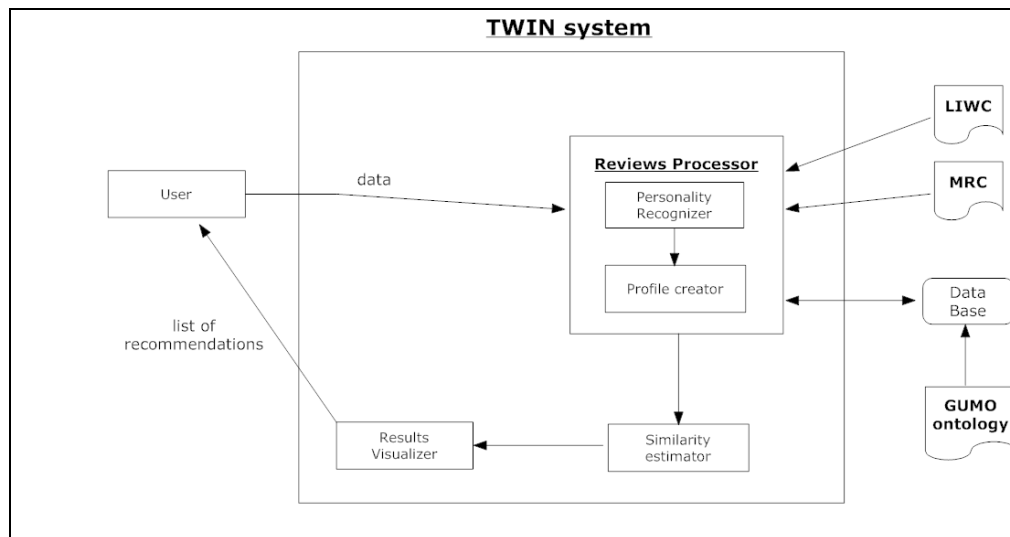 TWIN system
LIWC
Reviews Processor
MRC
data
User
Personality
Recognizer
Profile creator
Data
Base
list of
recommendations
GUMO
ontology
Results
Visualizer
Similarity
estimator